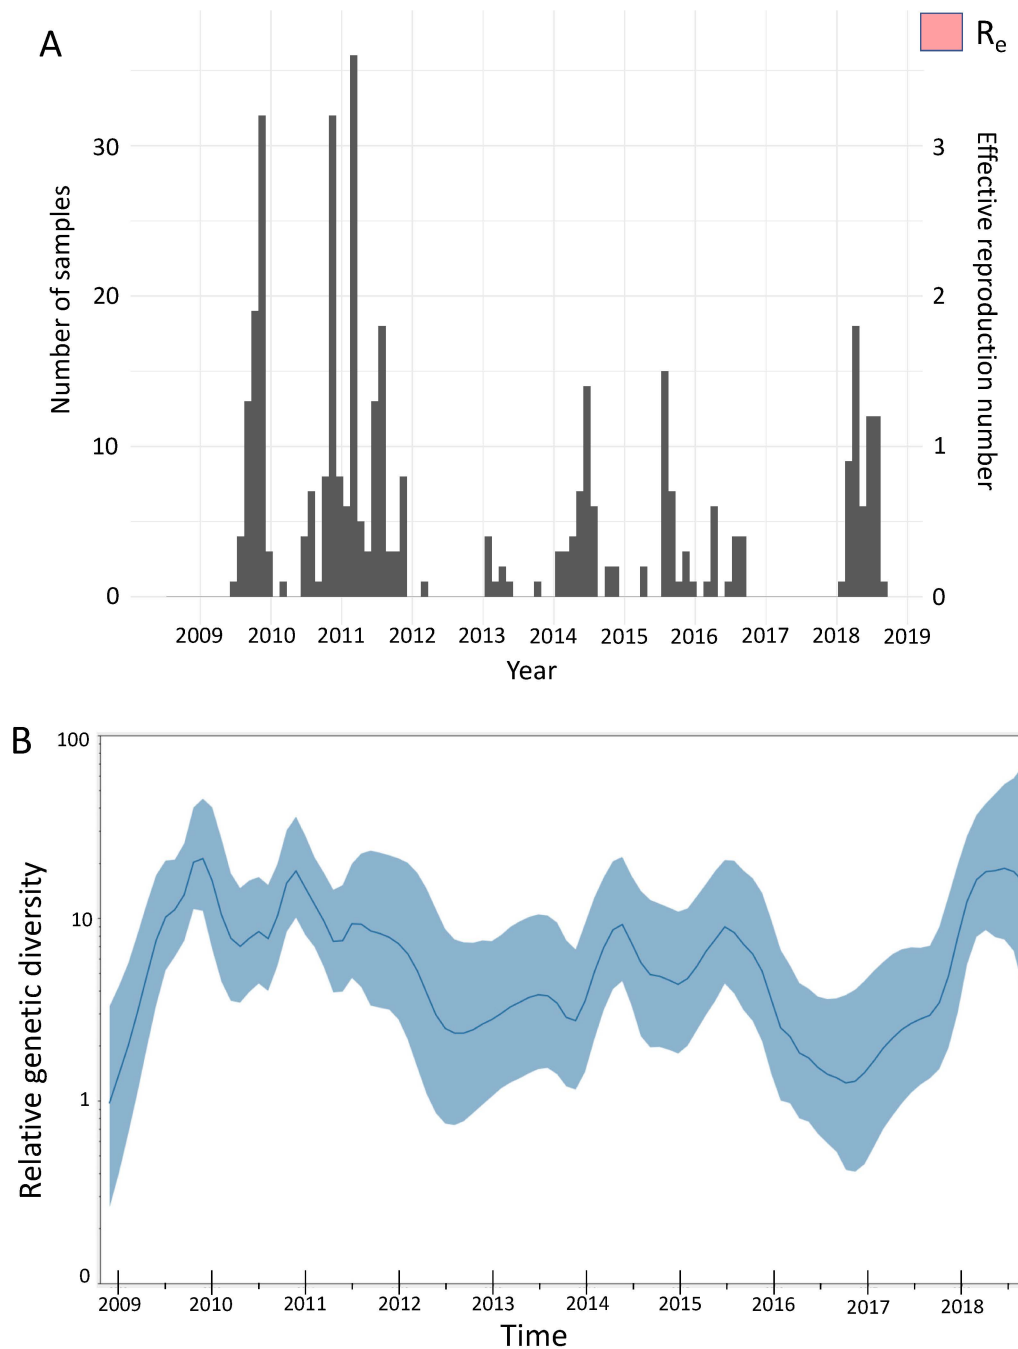 A
R_e
Number of samples
30
20
10
0
3
2
1
0
Effective reproduction number
2009 2010 2011 2012 2013 2014 2015 2016 2017 2018 2019
Year
B
Relative genetic diversity
100
10
1
0
2009 2010 2011 2012 2013 2014 2015 2016 2017 2018
Time